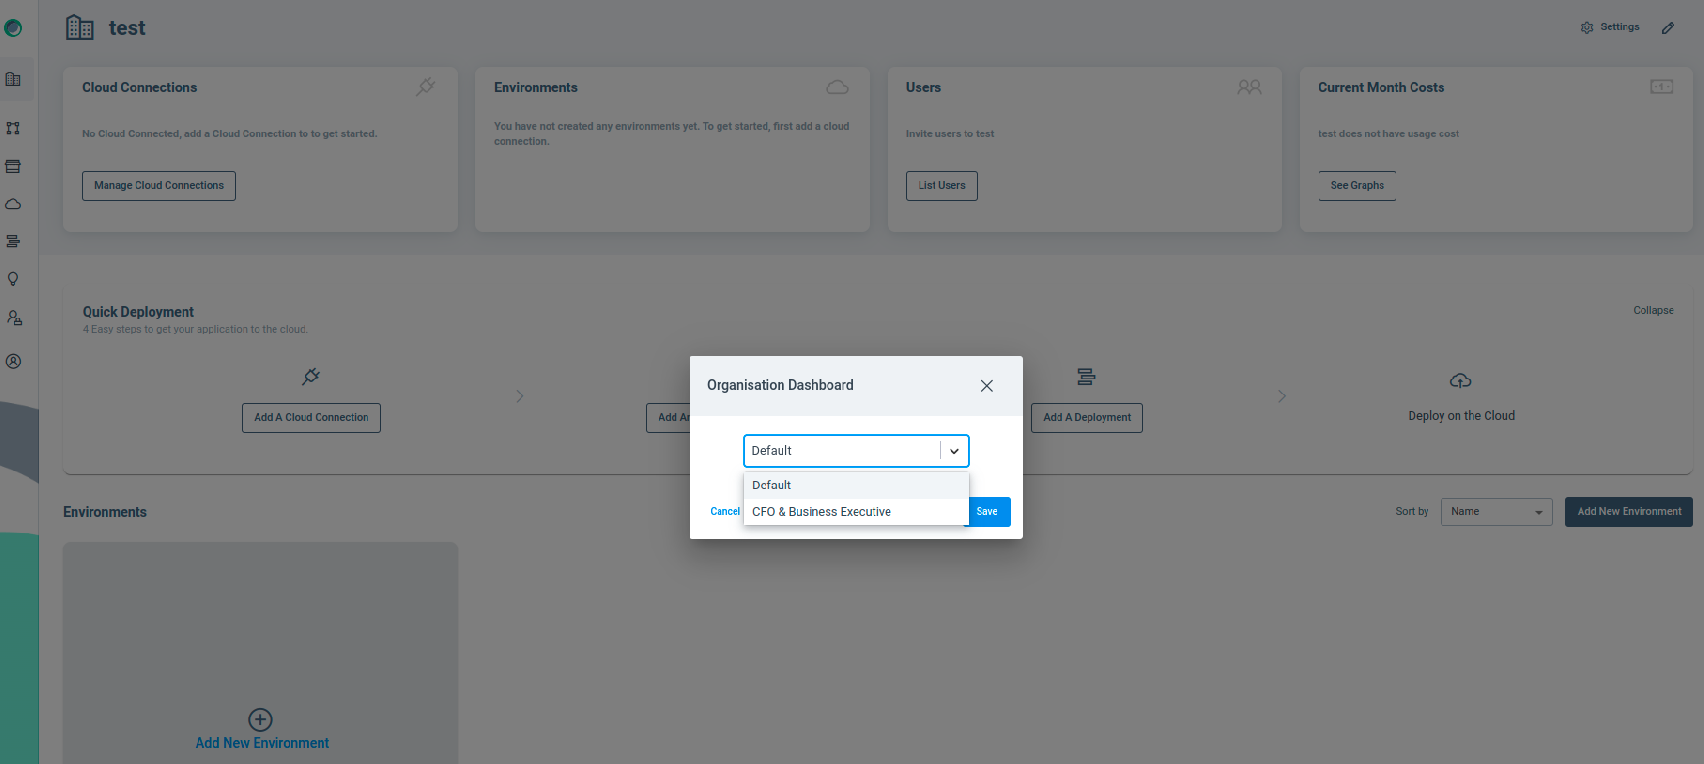 test
Settings
Cloud Connections
No Cloud Connected, add a Cloud Connection to to get started.
Manage Cloud Connections
Environments
You have not created any environments yet. To get started, first add a cloud
connection.
Users
Invite users to test
List Users
Current Month Costs
test does not have usage cost
See Graphs
Quick Deployment
4 Easy steps to get your application to the cloud.
Collapse
Add A Cloud Connection
Add A Deployment
Deploy on the Cloud
Organisation Dashboard
Default
Default
CFO & Business Executive
Cancel
Save
Environments
Sort by
Name
Add New Environment
Add New Environment